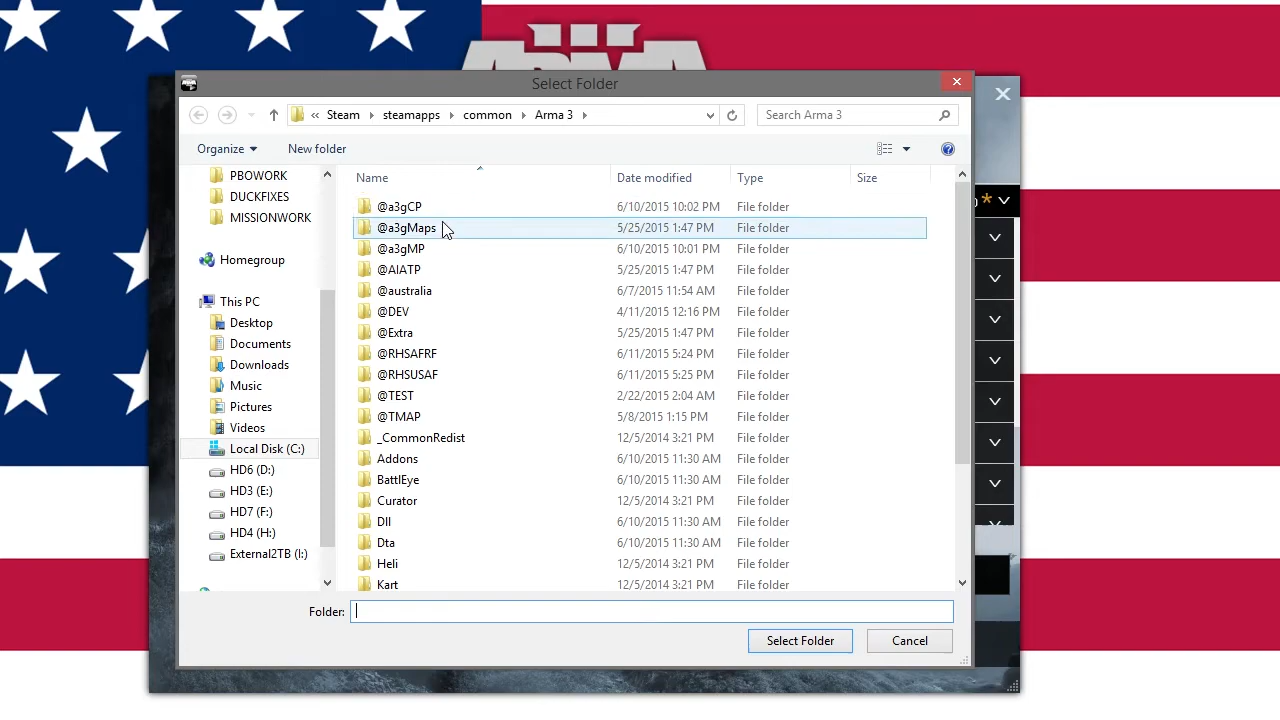 ARMA
Select Folder
« Steam steamapps common Arma 3
Search Arma 3
Organize New folder
Name Date modified Type Size
PBOWORK
DUCKFIXES
MISSIONWORK
Homegroup
This PC
Desktop
Documents
Downloads
Music
Pictures
Videos
Local Disk (C:)
HD6 (D:)
HD3 (E:)
HD7 (F:)
HD4 (H:)
External2TB (I:)
@a3gCP 6/10/2015 10:02 PM File folder
@a3gMaps 5/25/2015 1:47 PM File folder
@a3gMP 6/10/2015 10:01 PM File folder
@AIATP 5/25/2015 1:47 PM File folder
@australia 6/7/2015 11:54 AM File folder
@DEV 4/11/2015 12:16 PM File folder
@Extra 5/25/2015 1:47 PM File folder
@RHSAFRF 6/11/2015 5:24 PM File folder
@RHSUSAF 6/11/2015 5:25 PM File folder
@TEST 2/22/2015 2:04 AM File folder
@TMAP 5/8/2015 1:15 PM File folder
_CommonRedist 12/5/2014 3:21 PM File folder
Addons 6/10/2015 11:30 AM File folder
BattlEye 6/10/2015 11:30 AM File folder
Curator 12/5/2014 3:21 PM File folder
Dll 6/10/2015 11:30 AM File folder
Dta 6/10/2015 11:30 AM File folder
Heli 12/5/2014 3:21 PM File folder
Kart 12/5/2014 3:21 PM File folder
Folder:
Select Folder Cancel